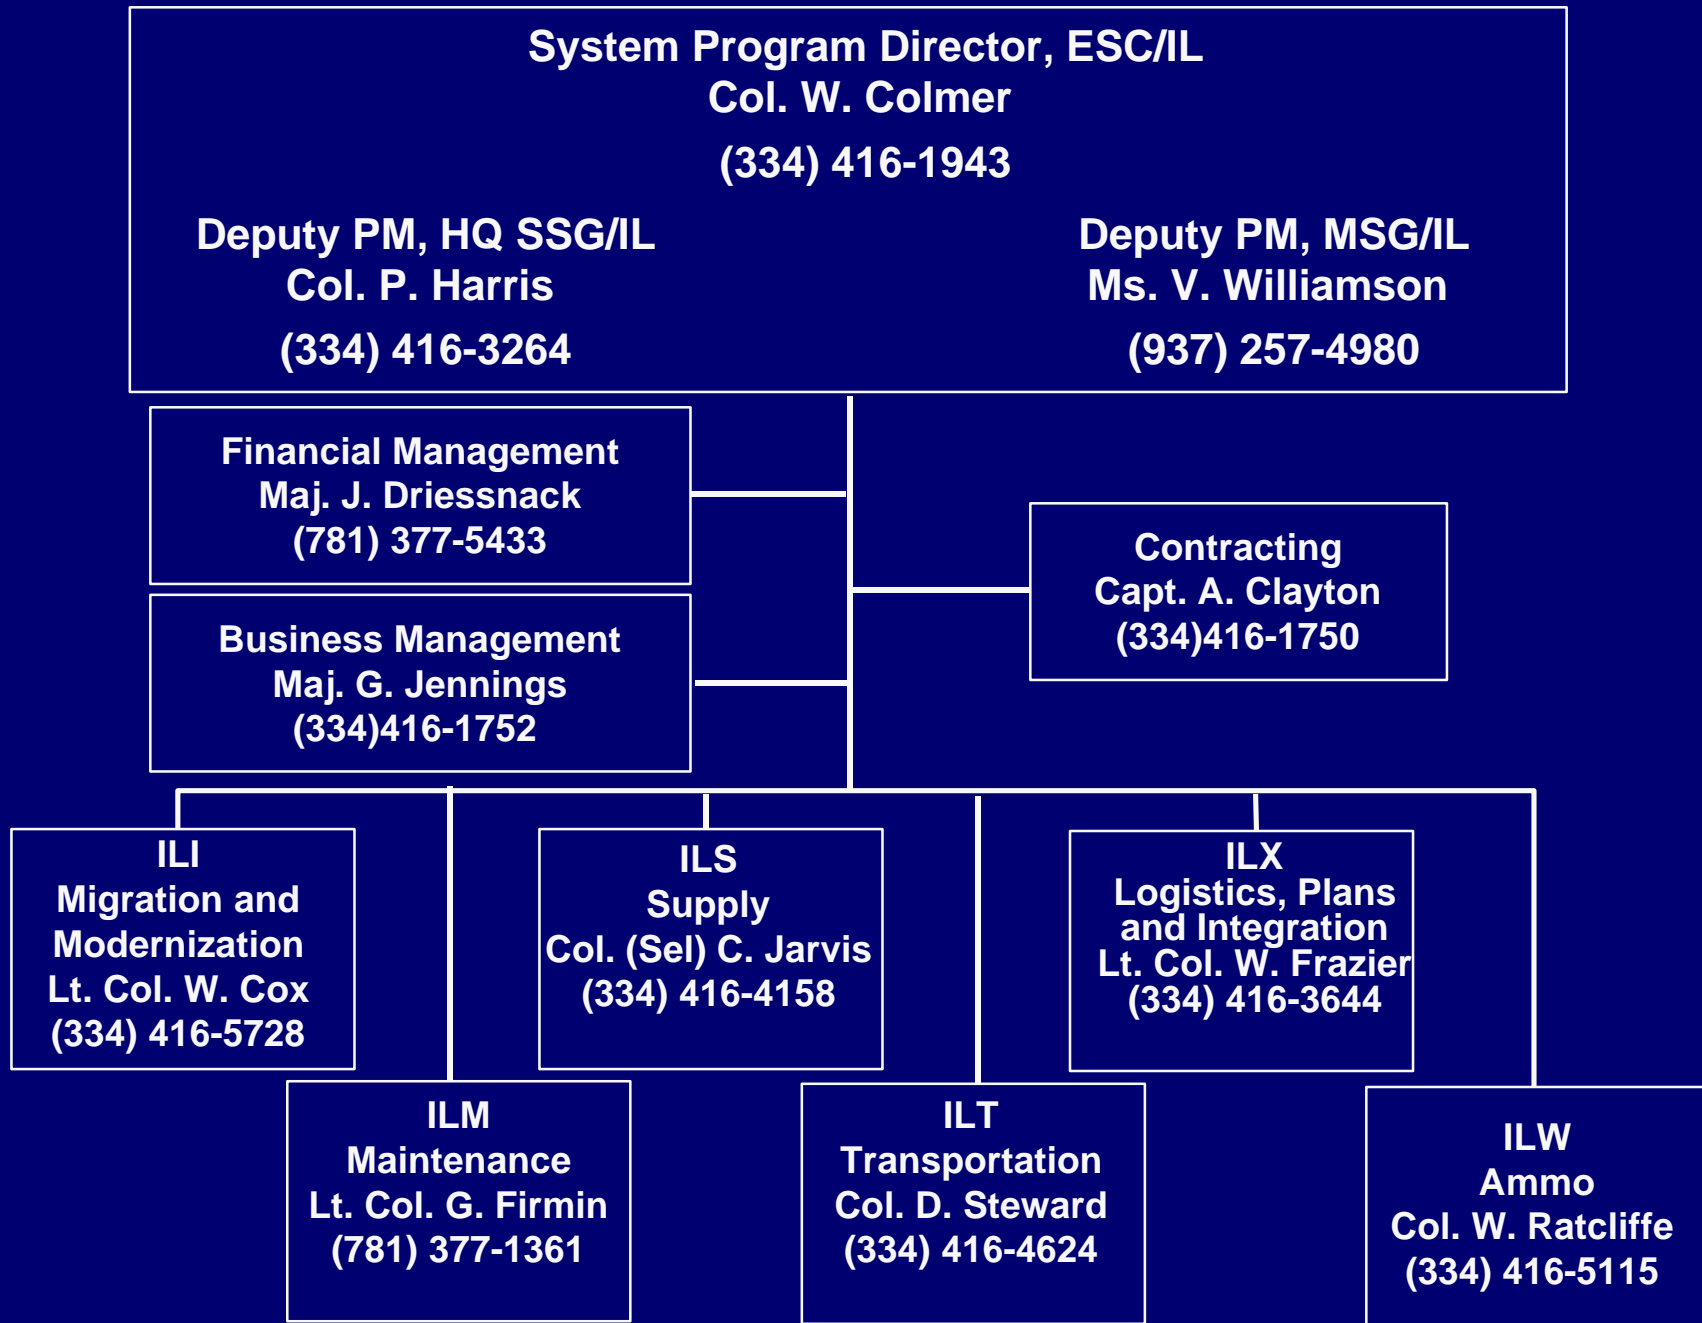 System Program Director, ESC/IL
Col. W. Colmer
(334) 416-1943
Deputy PM, HQ SSG/IL
Col. P. Harris
(334) 416-3264
Deputy PM, MSG/IL
Ms. V. Williamson
(937) 257-4980
Financial Management
Maj. J. Driessnack
(781) 377-5433
Contracting
Capt. A. Clayton
(334)416-1750
Business Management
Maj. G. Jennings
(334)416-1752
ILI
Migration and
Modernization
Lt. Col. W. Cox
(334) 416-5728
ILS
Supply
Col. (Sel) C. Jarvis
(334) 416-4158
ILX
Logistics, Plans
and Integration
Lt. Col. W. Frazier
(334) 416-3644
ILM
Maintenance
Lt. Col. G. Firmin
(781) 377-1361
ILT
Transportation
Col. D. Steward
(334) 416-4624
ILW
Ammo
Col. W. Ratcliffe
(334) 416-5115